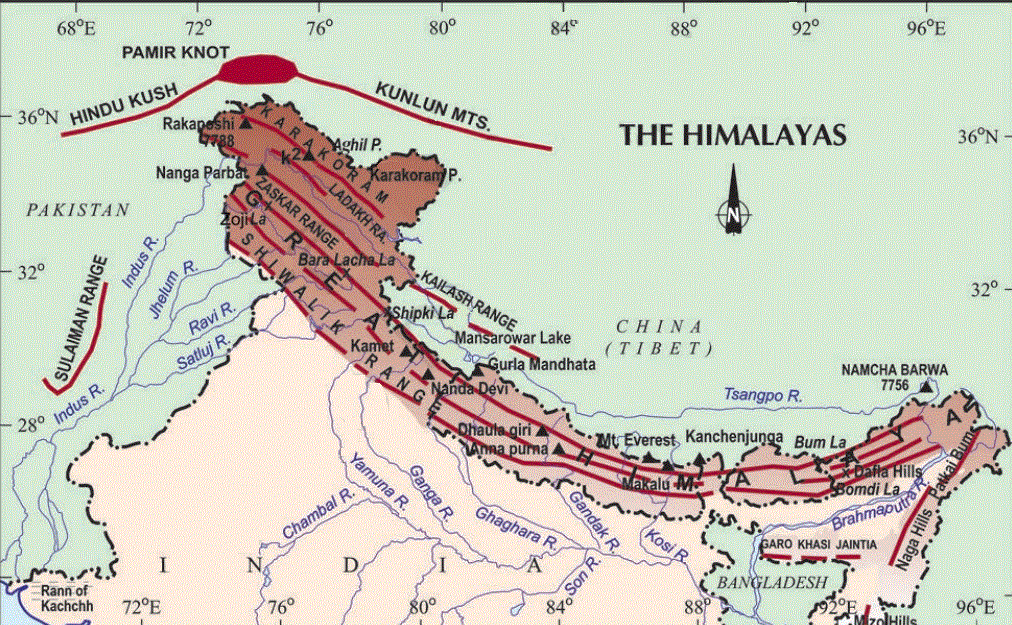 68°E 72° 76° 80° 84° 88° 92° 96°E
PAMIR KNOT
HINDU KUSH
KUNLUN MTS.
36°N
36°N
THE HIMALAYAS
N
Rakaposhi
7788
KARAKORAM
Aghil P.
K2
Nanga Parbat
Karakoram P.
LADAKH RA.
ZASKAR RANGE
PAKISTAN
Zoji La
GREAT HIMALAYA
SHIWALIK RANGE
Bara Lacha La
Indus R.
Jhelum R.
32°
32°
SULAIMAN RANGE
KAILASH RANGE
Ravi R.
Shipki La
CHINA
(TIBET)
Satluj R.
Kamet
Mansarowar Lake
Gurla Mandhata
NAMCHA BARWA
7756
Indus R.
Nanda Devi
Tsangpo R.
28°
Dhaula giri
Mt. Everest
Kanchenjunga
Bum La
Anna purna
Makalu
x Dafla Hills
Bomdi La
Patkai Bum
Yamuna R.
Ganga R.
Chambal R.
Ghaghara R.
Gandak R.
Kosi R.
Brahmaputra R.
Naga Hills
GARO KHASI JAINTIA
INDIA
Son R.
BANGLADESH
Rann of
Kachchh
72°E 76° 80° 84° 88° 92°E 96°E
Mizo Hills